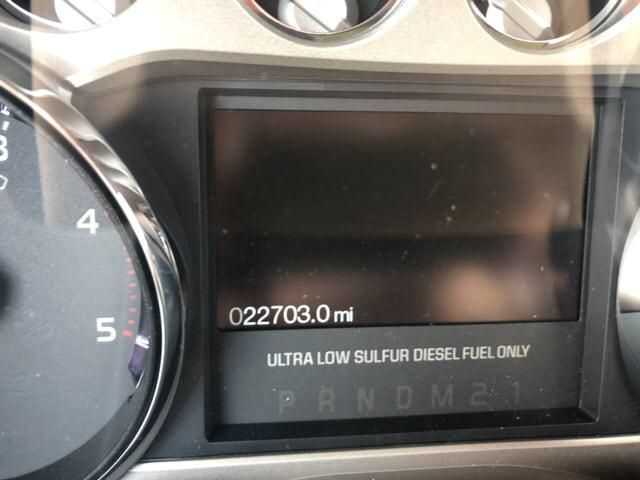 4
5
022703.0 mi
ULTRA LOW SULFUR DIESEL FUEL ONLY
P R N D M 2 1